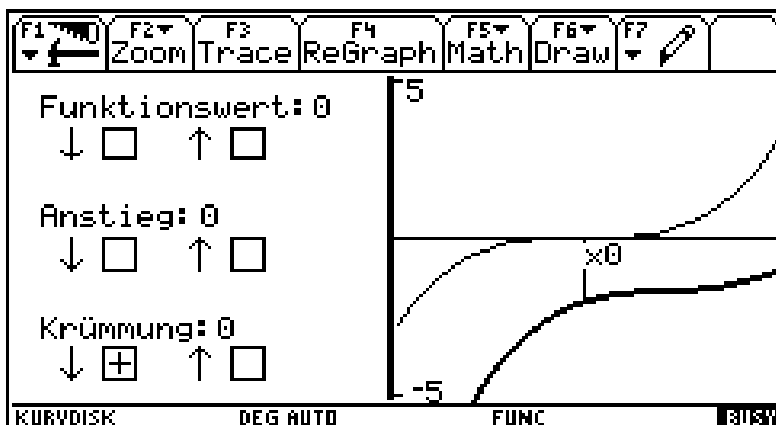 F1 F2 F3 F4 F5 F6 F7
Zoom Trace ReGraph Math Draw
Funktionswert:0
↓ ↑
Anstieg:0
↓ ↑
Krümmung:0
↓ + ↑
5
x0
-5
KURVDISK DEG AUTO FUNC BUSY